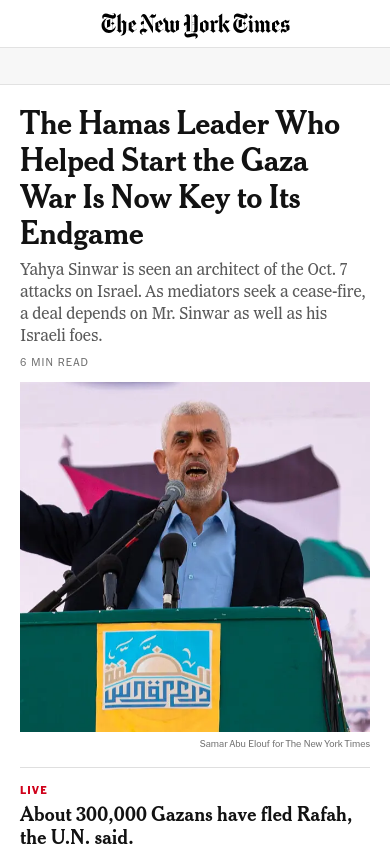 The New York Times
The Hamas Leader Who
Helped Start the Gaza
War Is Now Key to Its
Endgame
Yahya Sinwar is seen an architect of the Oct. 7
attacks on Israel. As mediators seek a cease-fire,
a deal depends on Mr. Sinwar as well as his
Israeli foes.
6 MIN READ
درع القدس
Samar Abu Elouf for The New York Times
LIVE
About 300,000 Gazans have fled Rafah,
the U.N. said.